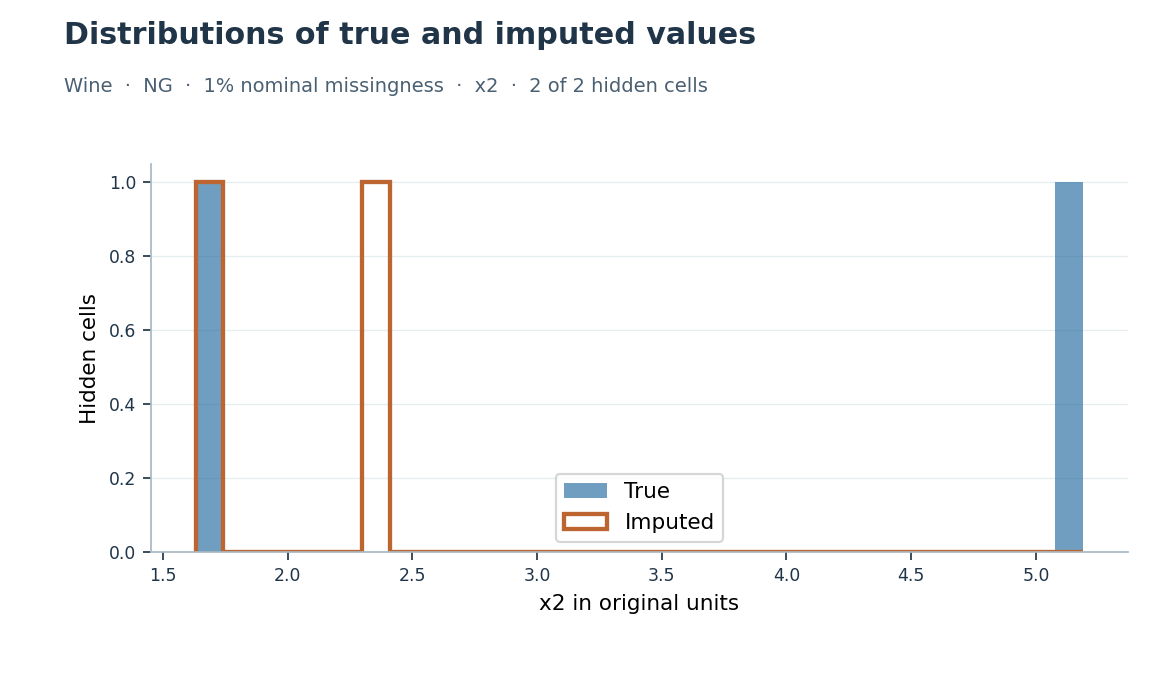 Distributions of true and imputed values
Wine · NG · 1% nominal missingness · x2 · 2 of 2 hidden cells
1.0
0.8
0.6
0.4
0.2
0.0
Hidden cells
True
Imputed
1.5 2.0 2.5 3.0 3.5 4.0 4.5 5.0
x2 in original units